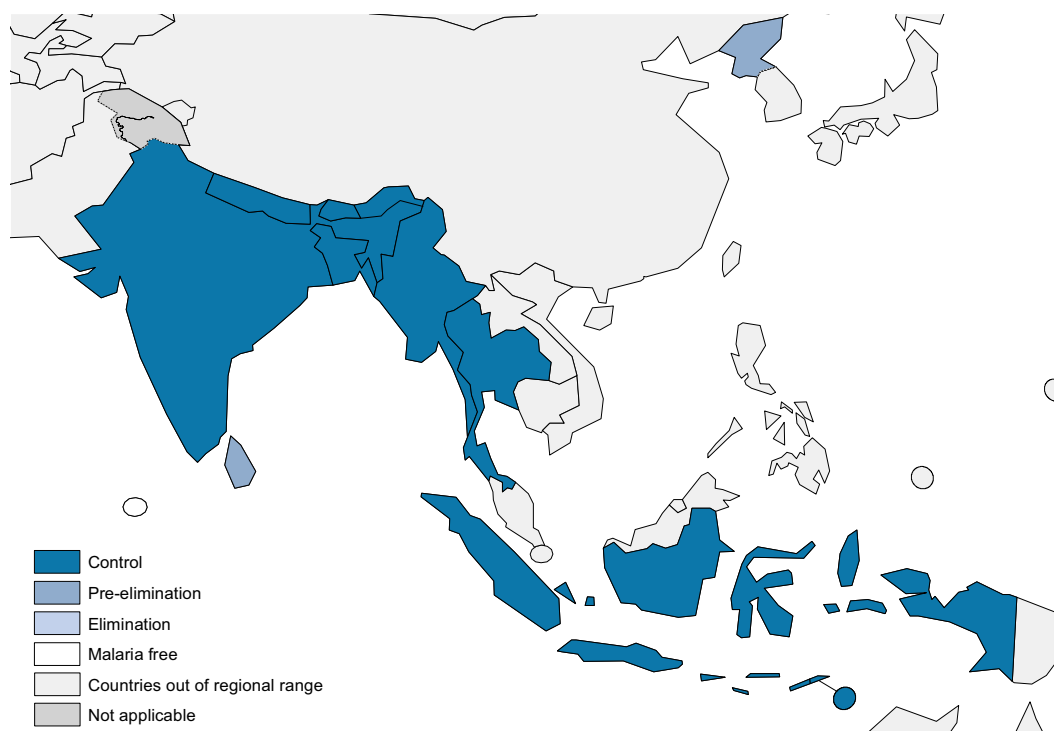 Control
Pre-elimination
Elimination
Malaria free
Countries out of regional range
Not applicable